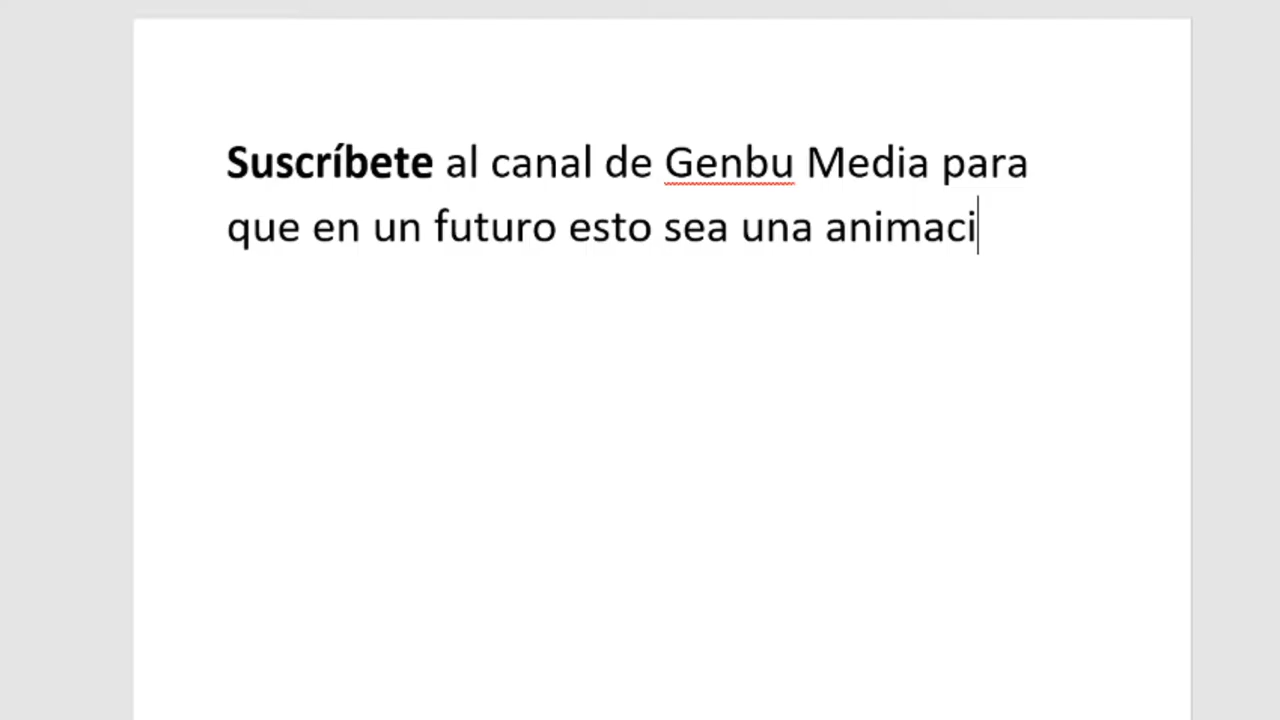 Suscríbete al canal de Genbu Media para
que en un futuro esto sea una animaci